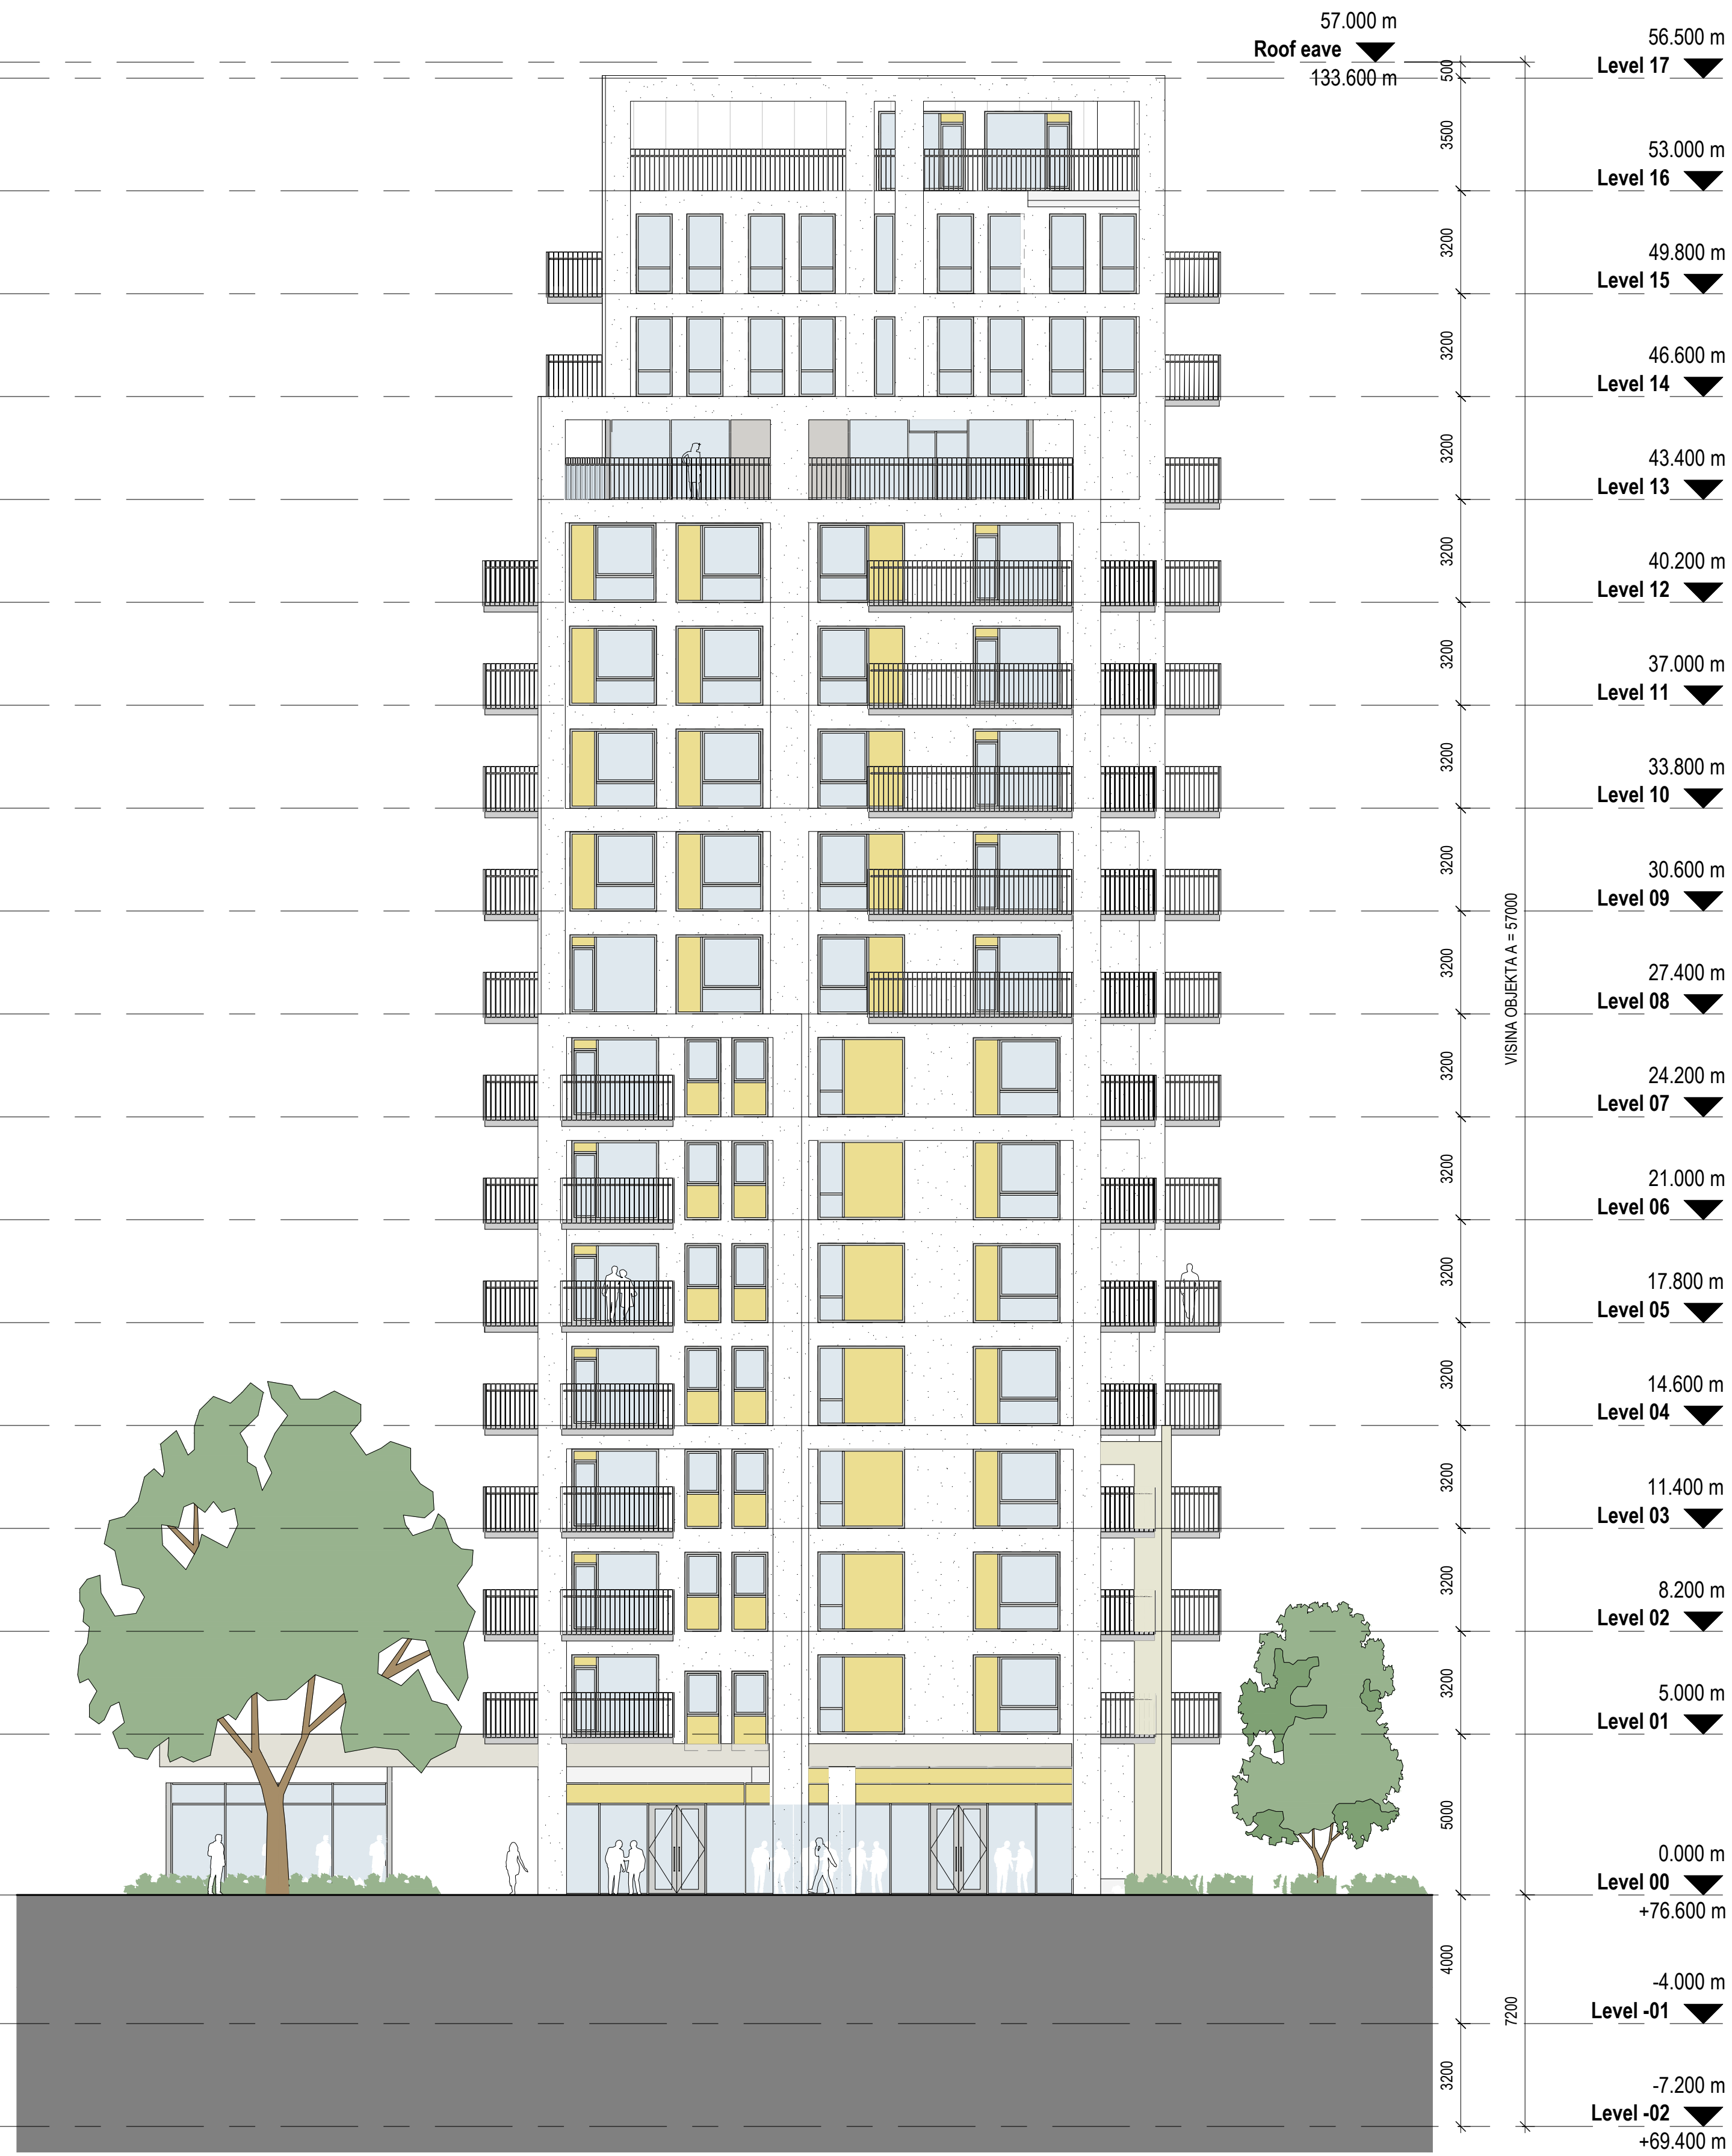 57.000 m
Roof eave
133.600 m
56.500 m
Level 17
500
3500
53.000 m
Level 16
3200
49.800 m
Level 15
3200
46.600 m
Level 14
3200
43.400 m
Level 13
3200
40.200 m
Level 12
3200
37.000 m
Level 11
3200
33.800 m
Level 10
3200
30.600 m
Level 09
3200
27.400 m
Level 08
VISINA OBJEKTA A = 57000
3200
24.200 m
Level 07
3200
21.000 m
Level 06
3200
17.800 m
Level 05
3200
14.600 m
Level 04
3200
11.400 m
Level 03
3200
8.200 m
Level 02
3200
5.000 m
Level 01
5000
0.000 m
Level 00
+76.600 m
4000
-4.000 m
Level -01
7200
3200
-7.200 m
Level -02
+69.400 m